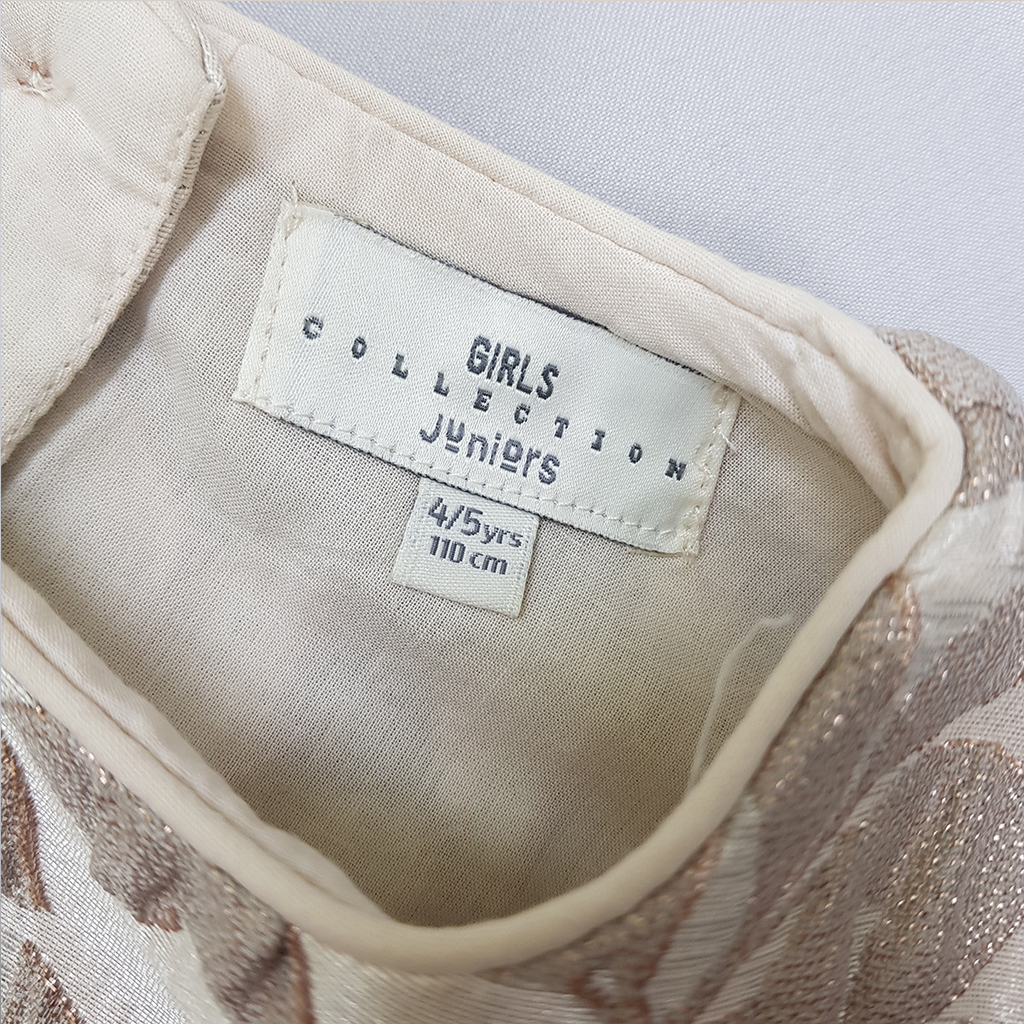 GIRLS
COLLECTION
Juniors
4/5yrs
110 cm